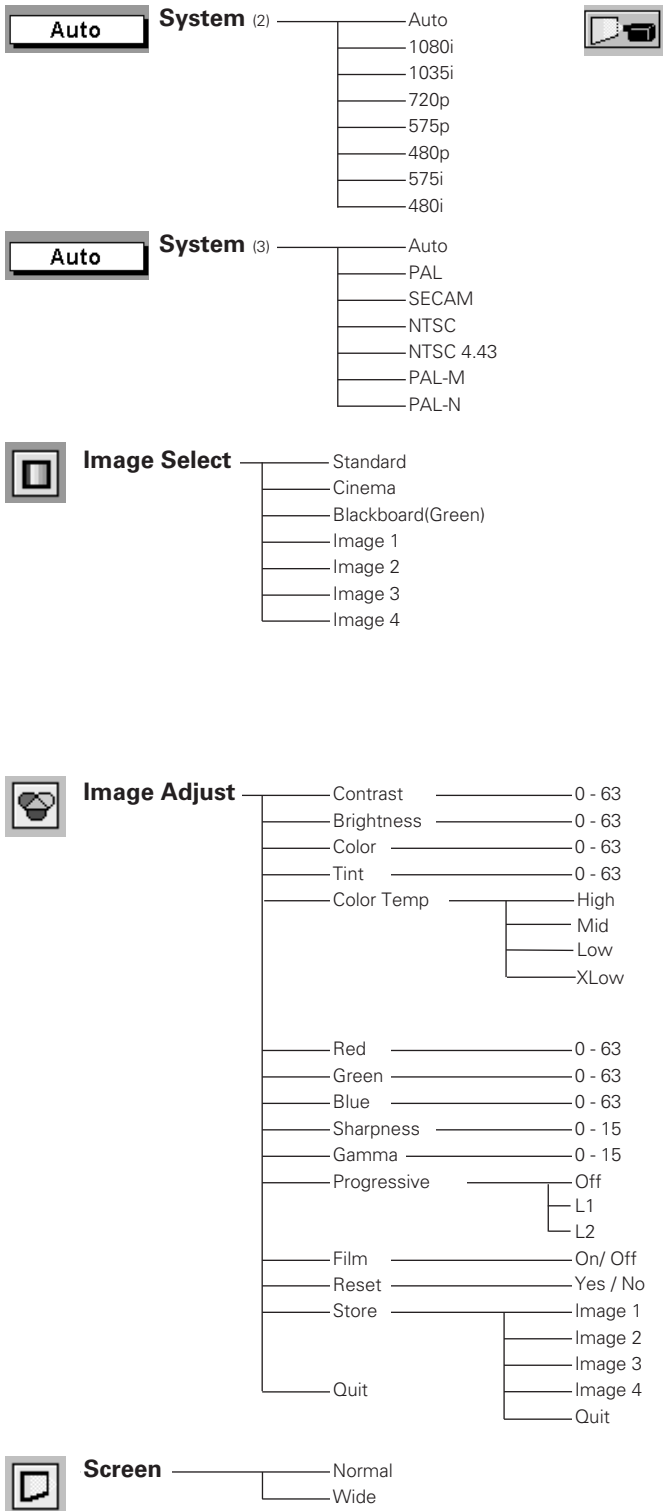 Auto
System (2)
Auto
1080i
1035i
720p
575p
480p
575i
480i
Auto
System (3)
Auto
PAL
SECAM
NTSC
NTSC 4.43
PAL-M
PAL-N
Image Select
Standard
Cinema
Blackboard(Green)
Image 1
Image 2
Image 3
Image 4
Image Adjust
Contrast 0 - 63
Brightness 0 - 63
Color 0 - 63
Tint 0 - 63
Color Temp High
Mid
Low
XLow
Red 0 - 63
Green 0 - 63
Blue 0 - 63
Sharpness 0 - 15
Gamma 0 - 15
Progressive Off
L1
L2
Film On/ Off
Reset Yes / No
Store Image 1
Image 2
Image 3
Quit Image 4
Quit
Screen Normal
Wide